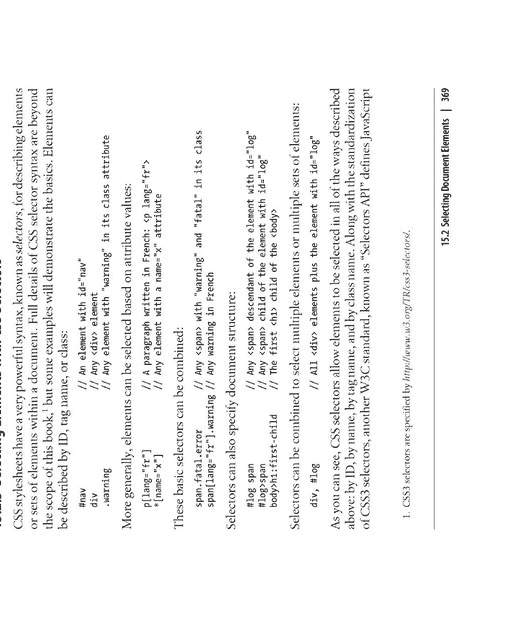 CSS stylesheets have a very powerful syntax, known as selectors, for describing elements
or sets of elements within a document. Full details of CSS selector syntax are beyond
the scope of this book,1 but some examples will demonstrate the basics. Elements can
be described by ID, tag name, or class:
#nav // An element with id="nav"
div // Any <div> element
.warning // Any element with "warning" in its class attribute
More generally, elements can be selected based on attribute values:
p[lang="fr"] // A paragraph written in French: <p lang="fr">
*[name="x"] // Any element with a name="x" attribute
These basic selectors can be combined:
span.fatal.error // Any <span> with "warning" and "fatal" in its class
span[lang="fr"].warning // Any warning in French
Selectors can also specify document structure:
#log span // Any <span> descendant of the element with id="log"
#log>span // Any <span> child of the element with id="log"
body>h1:first-child // The first <h1> child of the <body>
Selectors can be combined to select multiple elements or multiple sets of elements:
div, #log // All <div> elements plus the element with id="log"
As you can see, CSS selectors allow elements to be selected in all of the ways described
above: by ID, by name, by tag name, and by class name. Along with the standardization
of CSS3 selectors, another W3C standard, known as "Selectors API" defines JavaScript
1. CSS3 selectors are specified by http://www.w3.org/TR/css3-selectors/.
15.2 Selecting Document Elements | 369